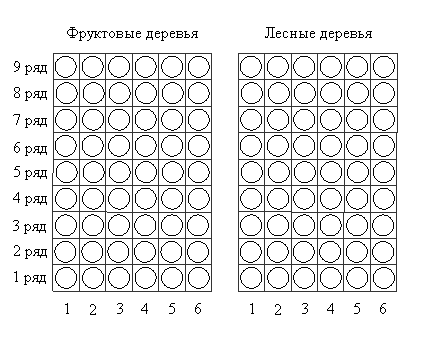 Фруктовые деревья Лесные деревья
9 ряд
8 ряд
7 ряд
6 ряд
5 ряд
4 ряд
3 ряд
2 ряд
1 ряд
1 2 3 4 5 6 1 2 3 4 5 6